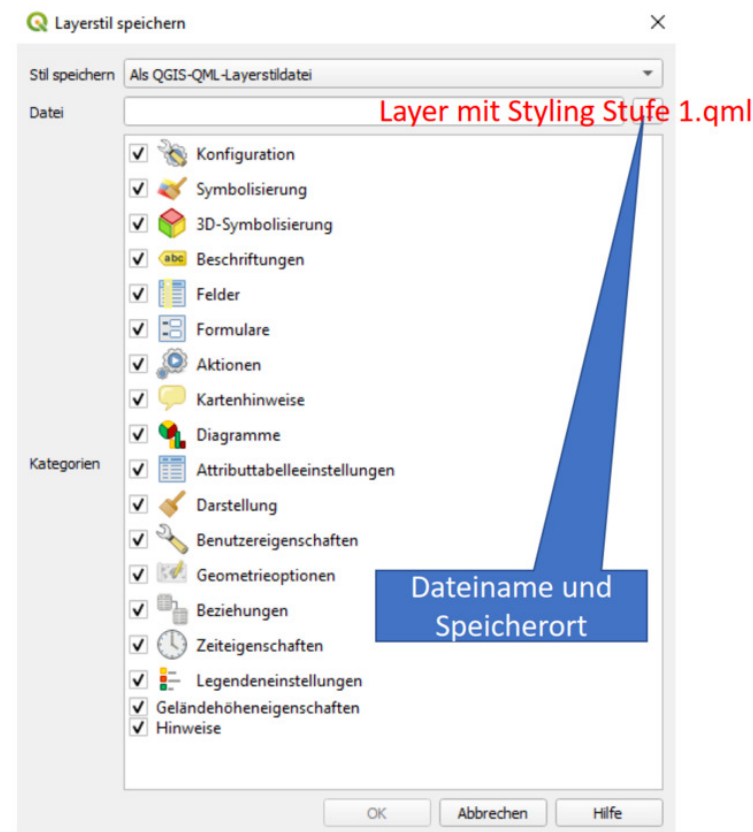 Layerstil speichern
Stil speichern Als QGIS-QML-Layerstildatei
Datei Layer mit Styling Stufe 1.qml
Konfiguration
Symbolisierung
3D-Symbolisierung
abc Beschriftungen
Felder
Formulare
Aktionen
Kartenhinweise
Diagramme
Kategorien
Attributtabelleeinstellungen
Darstellung
Benutzereigenschaften
Geometrieoptionen
Beziehungen
Zeiteigenschaften
Legendeneinstellungen
Geländehöheneigenschaften
Hinweise
Dateiname und
Speicherort
OK Abbrechen Hilfe